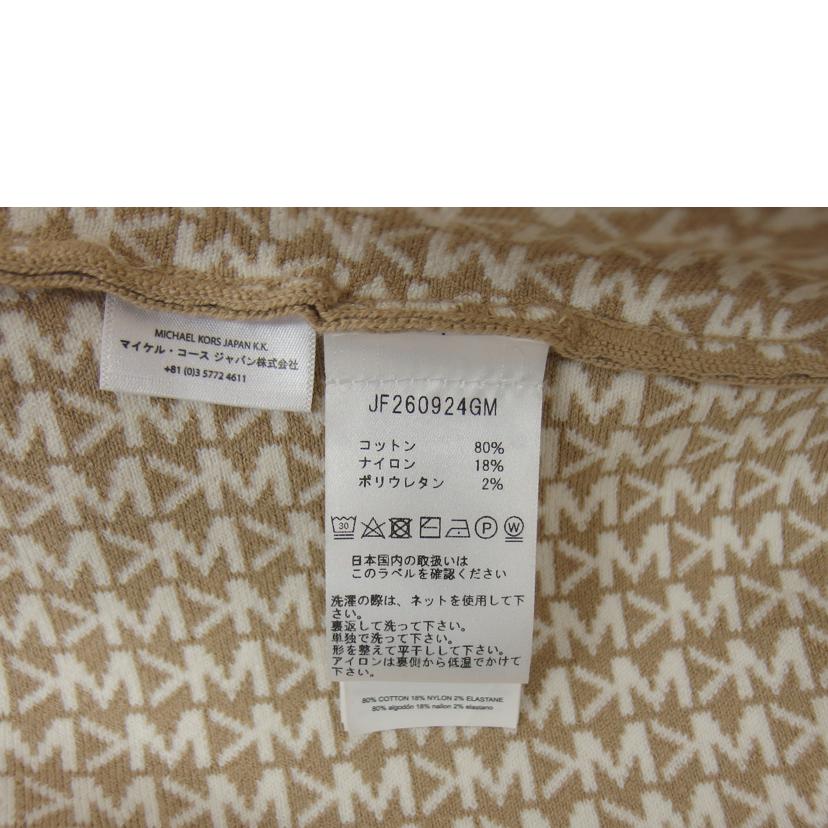 MICHAEL KORS JAPAN K.K.
マイケル・コース ジャパン株式会社
+81 (0)3 5772 4611
JF260924GM
コットン 80%
ナイロン 18%
ポリウレタン 2%
30 P W
日本国内の取扱いは
このラベルを確認ください
洗濯の際は、ネットを使用して下
さい。
裏返して洗って下さい。
単独で洗って下さい。
形を整えて平干しして下さい。
アイロンは裏側から低温でかけて
下さい。
80% COTTON 18% NYLON 2% ELASTANE
80% algodón 18% nailon 2% elastano